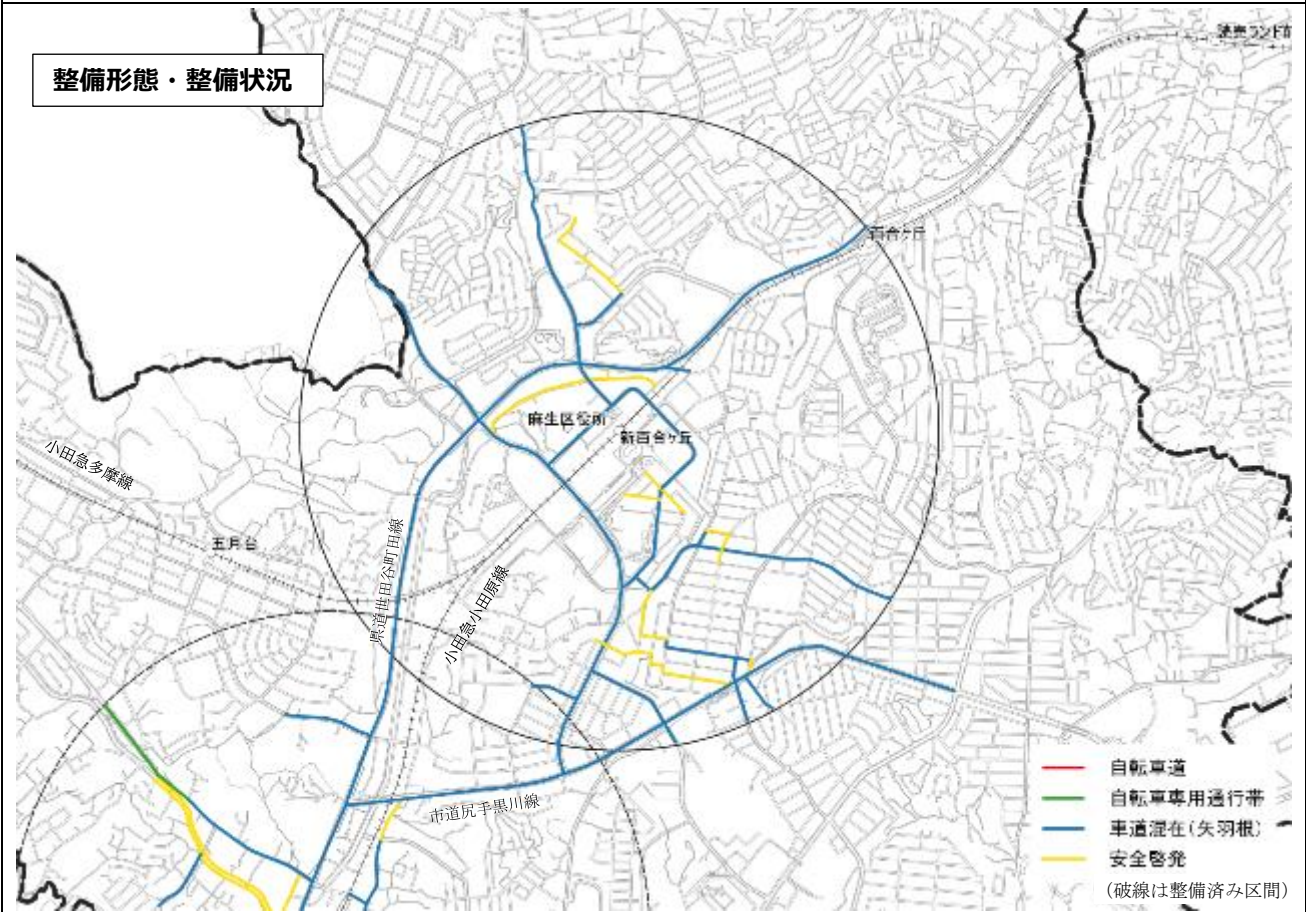 整備形態・整備状況
読売ランド前
百合ヶ丘
麻生区役所
新百合ヶ丘
小田急多摩線
五月台
県道世田谷町田線
小田急小田原線
市道尻手黒川線
自転車道
自転車専用通行帯
車道混在(矢羽根)
安全啓発
(破線は整備済み区間)